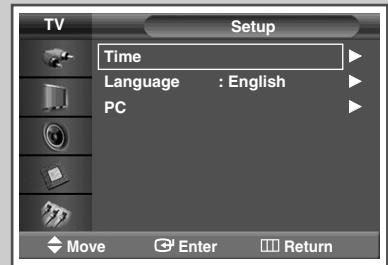 TV Setup
Time
Language : English
PC
Move Enter Return